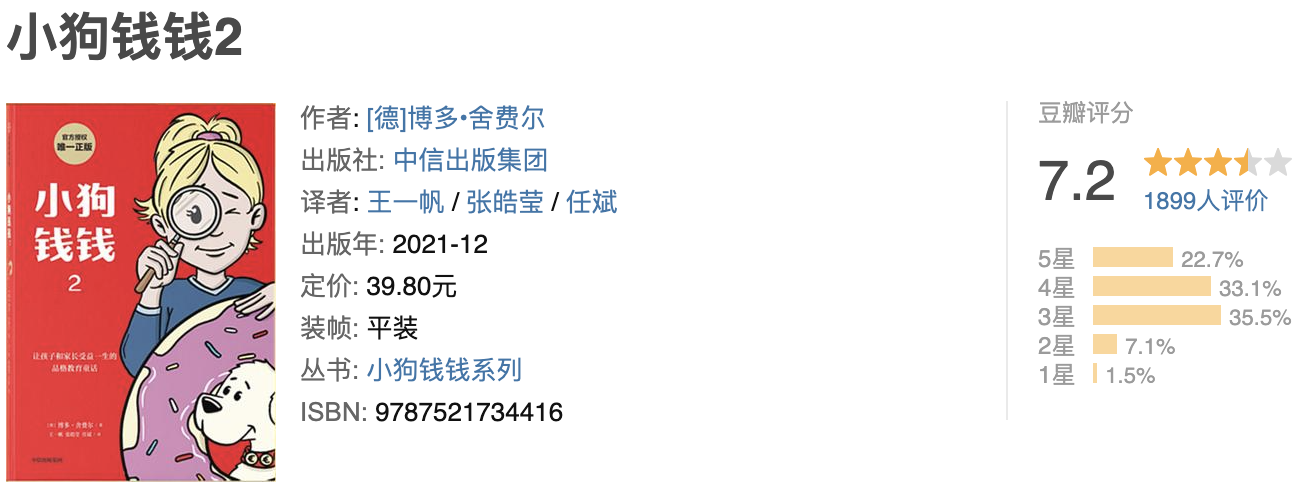 小狗钱钱2
官方授权
唯一正版
小狗
钱钱
2
让孩子和家长受益一生的
品格教育童话
[德] 博多·舍费尔 著
王一帆 张皓莹 任斌 译
中信出版集团
作者: [德]博多•舍费尔
出版社: 中信出版集团
译者: 王一帆 / 张皓莹 / 任斌
出版年: 2021-12
定价: 39.80元
装帧: 平装
丛书: 小狗钱钱系列
ISBN: 9787521734416
豆瓣评分
7.2
1899人评价
5星 22.7%
4星 33.1%
3星 35.5%
2星 7.1%
1星 1.5%